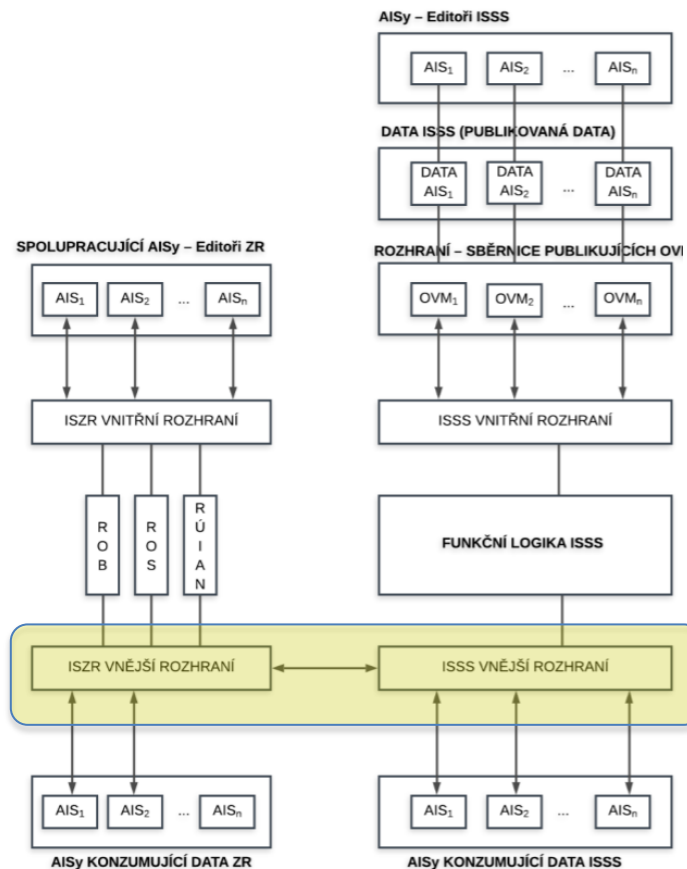 AISy – Editoři ISSS
AIS₁ AIS₂ ... AISₙ
DATA ISSS (PUBLIKOVANÁ DATA)
DATA AIS₁
DATA AIS₂
...
DATA AISₙ
ROZHRANÍ – SBĚRNICE PUBLIKUJÍCÍCH OVM
OVM₁ OVM₂ ... OVMₙ
ISSS VNITŘNÍ ROZHRANÍ
FUNKČNÍ LOGIKA ISSS
SPOLUPRACUJÍCÍ AISy – Editoři ZR
AIS₁ AIS₂ ... AISₙ
ISZR VNITŘNÍ ROZHRANÍ
ROB
ROS
RÚIAN
ISZR VNĚJŠÍ ROZHRANÍ
ISSS VNĚJŠÍ ROZHRANÍ
AIS₁ AIS₂ ... AISₙ
AISy KONZUMUJÍCÍ DATA ZR
AIS₁ AIS₂ ... AISₙ
AISy KONZUMUJÍCÍ DATA ISSS